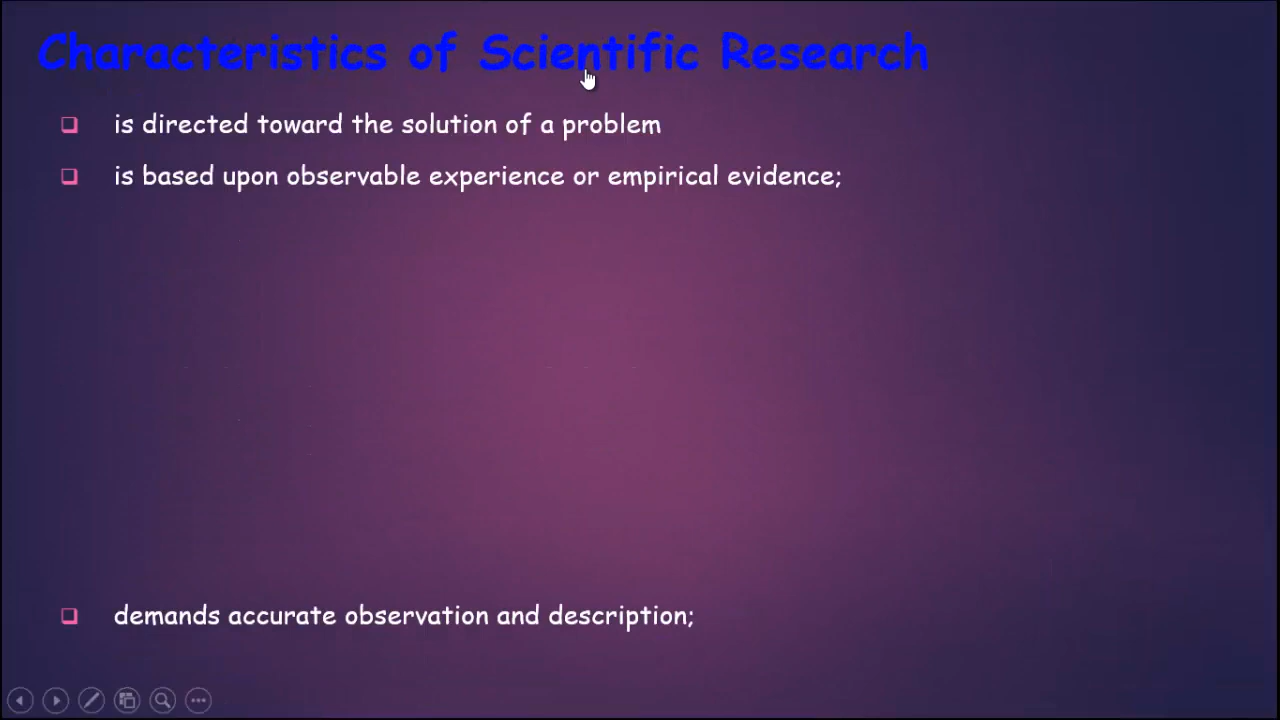 Characteristics of Scientific Research
is directed toward the solution of a problem
is based upon observable experience or empirical evidence;
demands accurate observation and description;